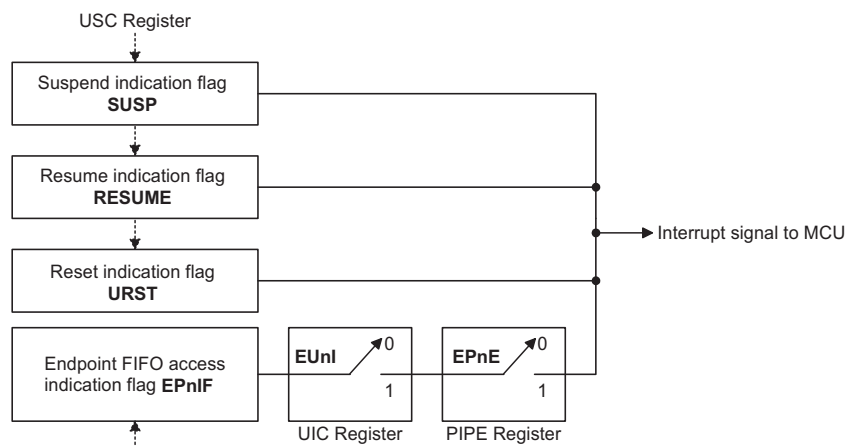 USC Register
Suspend indication flag
SUSP
Resume indication flag
RESUME
Interrupt signal to MCU
Reset indication flag
URST
Endpoint FIFO access
indication flag EPnIF
EUnI
0
1
EPnE
0
1
UIC Register
PIPE Register